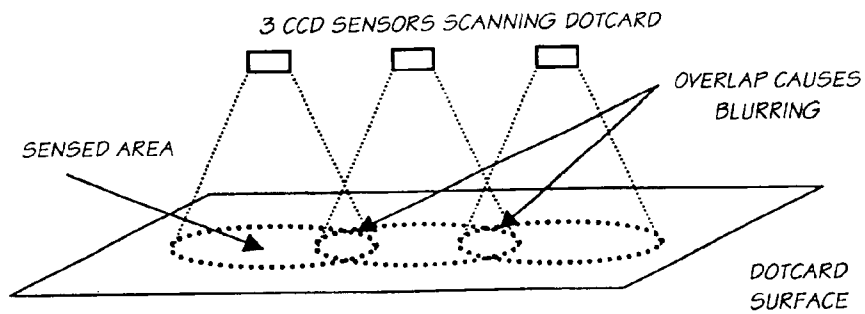 3 CCD SENSORS SCANNING DOTCARD
OVERLAP CAUSES
BLURRING
SENSED AREA
DOTCARD
SURFACE